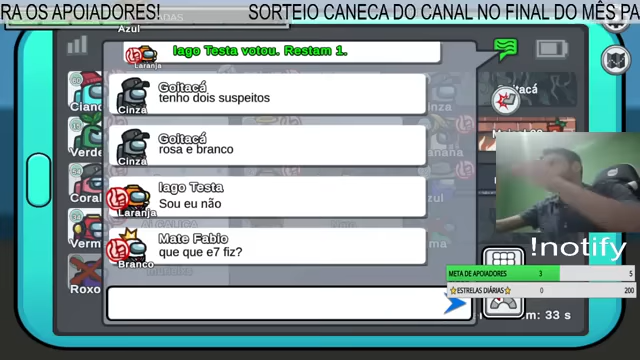 RA OS APOIADORES!
SORTEIO CANECA DO CANAL NO FINAL DO MÊS PA
Azul
Iago Testa votou. Restam 1.
Laranja
Goitacá
tenho dois suspeitos
Cinza
Goitacá
rosa e branco
Cinza
Iago Testa
Sou eu não
Laranja
Mate Fabio
que que e7 fiz?
Branco
Ciano
Verde
Coral
Verm
Roxo
!notify
META DE APOIADORES 3 5
ESTRELAS DIÁRIAS 0 200
m: 33 s